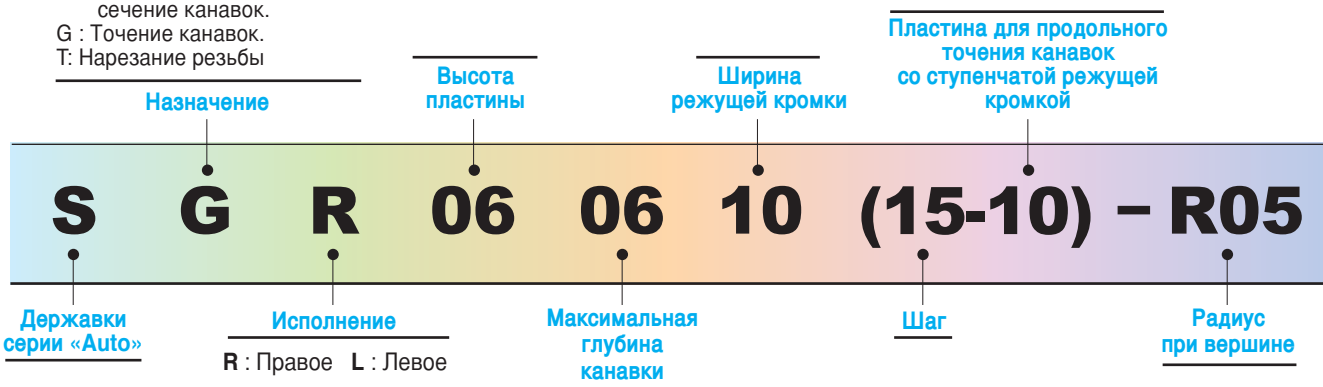 сечение канавок.
G : Точение канавок.
T: Нарезание резьбы
Назначение
Высота
пластины
Ширина
режущей кромки
Пластина для продольного
точения канавок
со ступенчатой режущей
кромкой
S G R 06 06 10 (15-10) – R05
Державки
серии «Auto»
Исполнение
R : Правое L : Левое
Максимальная
глубина
канавки
Шаг
Радиус
при вершине